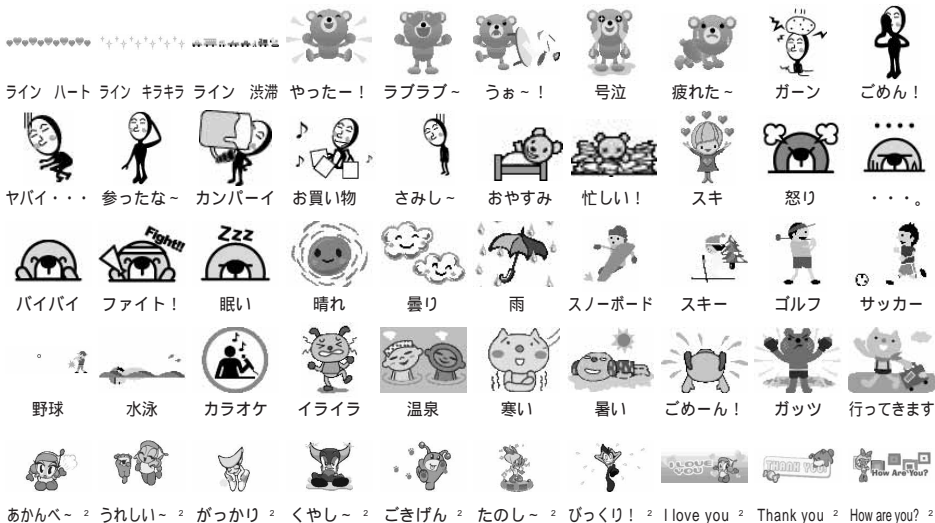 ライン ハート ライン キラキラ ライン 渋滞 やったー！ ラブラブ～ うぉ～！ 号泣 疲れた～ ガーン ごめん！
ヤバイ・・・ 参ったな～ カンパーイ お買い物 さみし～ おやすみ 忙しい！ スキ 怒り ・・・。
Fight!! ZZZ
バイバイ ファイト！ 眠い 晴れ 曇り 雨 スノーボード スキー ゴルフ サッカー
野球 水泳 カラオケ イライラ 温泉 寒い 暑い ごめーん！ ガッツ 行ってきます
I LOVE YOU THANK YOU! How Are You?
あかんべ～ 2 うれしい～ 2 がっかり 2 くやし～ 2 ごきげん 2 たのし～ 2 びっくり！ 2 I love you 2 Thank you 2 How are you? 2